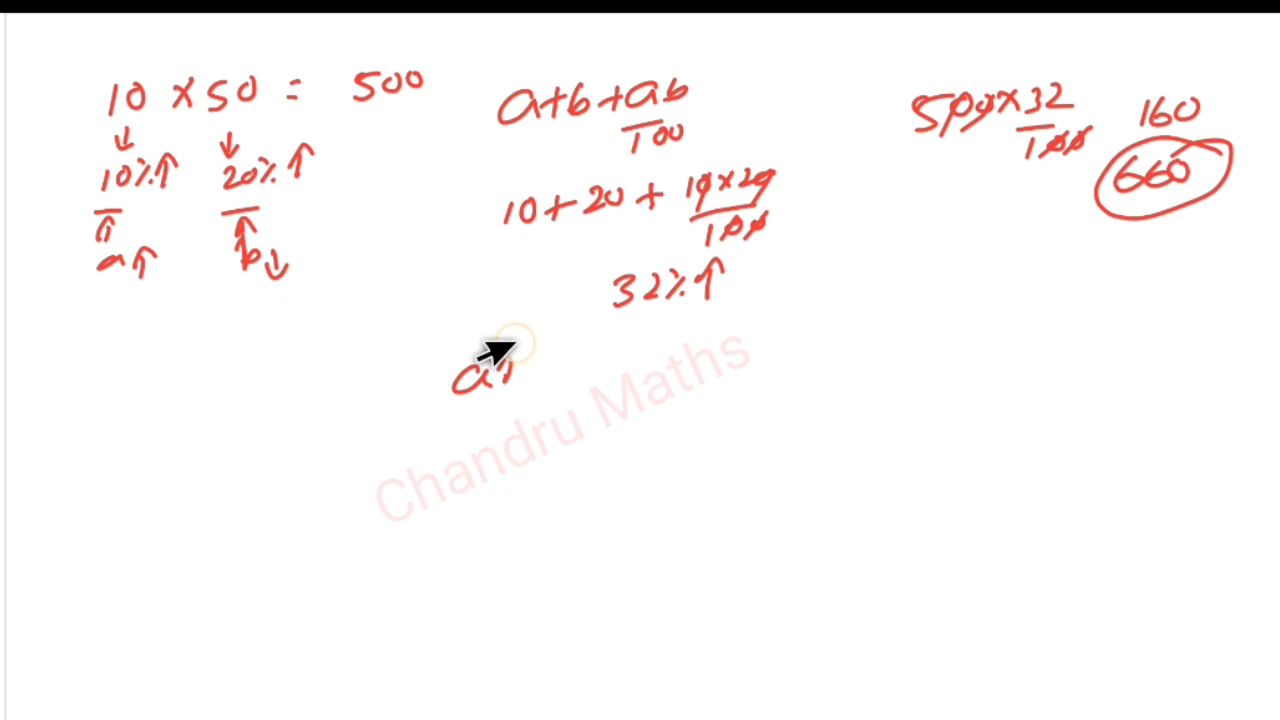 10 × 50 = 500
↓ ↓
10%↑ 20%↑
↑ ↑
a↑ b↓
a+b+ab/100
10+20+10×20/100
32%↑
500×32/100 160
660
a
Chandru Maths